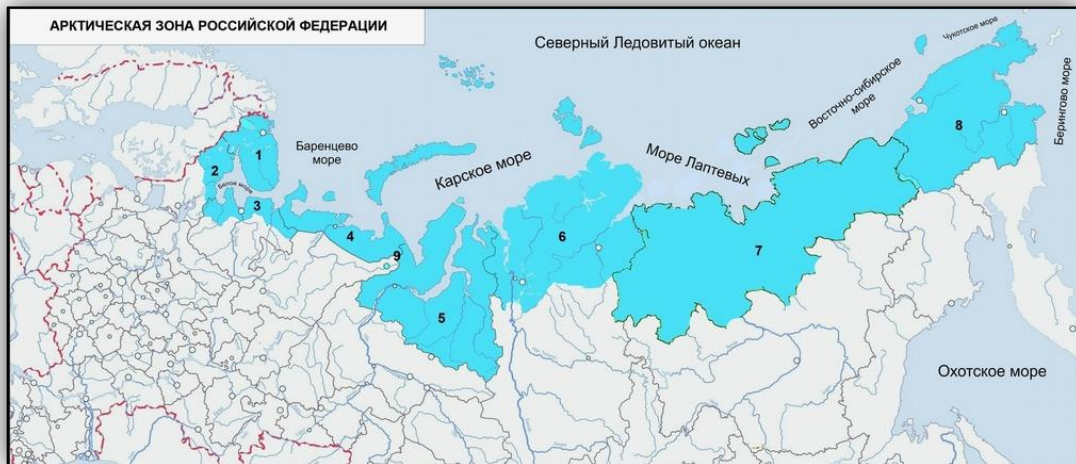 АРКТИЧЕСКАЯ ЗОНА РОССИЙСКОЙ ФЕДЕРАЦИИ
Северный Ледовитый океан
Чукотское море
Восточно-сибирское
море
Берингово море
Баренцево
море
Карское море
Море Лаптевых
Белое море
1
2
3
4
9
5
6
7
8
Охотское море